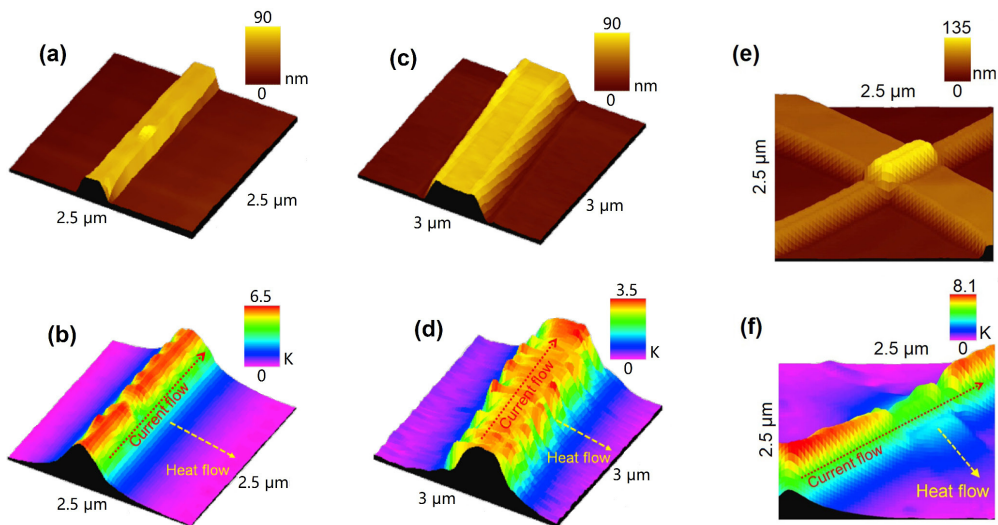 (a)
90
nm
0
2.5 µm
2.5 µm
(c)
90
nm
0
3 µm
3 µm
(e)
135
nm
0
2.5 µm
2.5 µm
(b)
6.5
K
0
Current flow
Heat flow
2.5 µm
2.5 µm
(d)
3.5
K
0
Current flow
Heat flow
3 µm
3 µm
(f)
8.1
K
0
2.5 µm
2.5 µm
Current flow
Heat flow